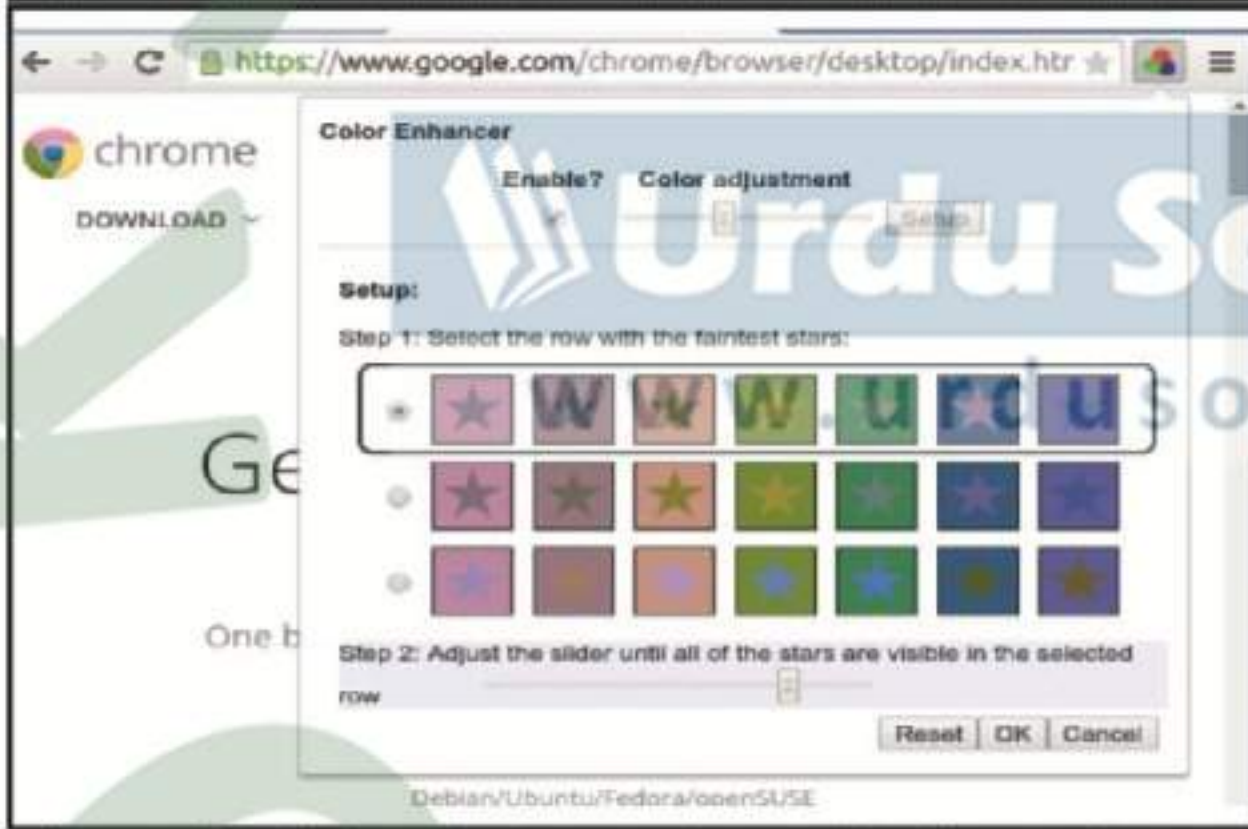 https://www.google.com/chrome/browser/desktop/index.htr
chrome
DOWNLOAD
Color Enhancer
Enable? Color adjustment
Setup
Urdu So
Setup:
Step 1: Select the row with the faintest stars:
www.urduso
Ge
One b
Step 2: Adjust the slider until all of the stars are visible in the selected
row
Reset OK Cancel
Debian/Ubuntu/Fedora/openSUSE